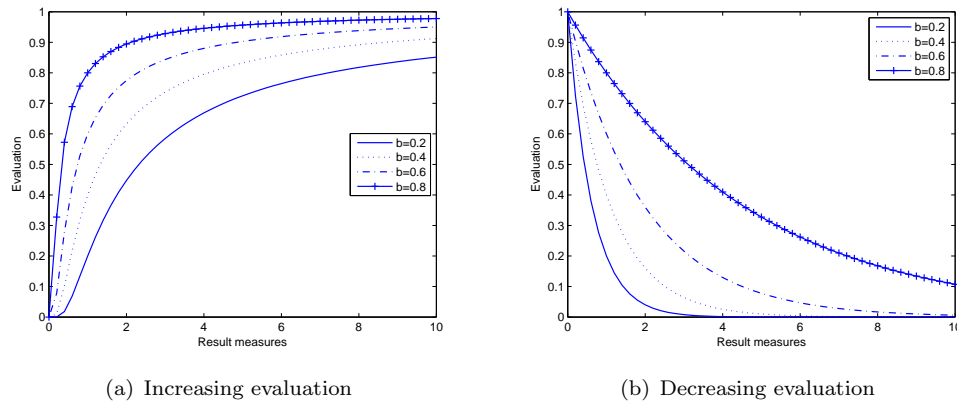 1
0.9
0.8
0.7
0.6
0.5
0.4
0.3
0.2
0.1
0
0 2 4 6 8 10
Evaluation
Result measures
b=0.2
b=0.4
b=0.6
b=0.8
(a) Increasing evaluation
1
0.9
0.8
0.7
0.6
0.5
0.4
0.3
0.2
0.1
0
0 2 4 6 8 10
Evaluation
Result measures
b=0.2
b=0.4
b=0.6
b=0.8
(b) Decreasing evaluation